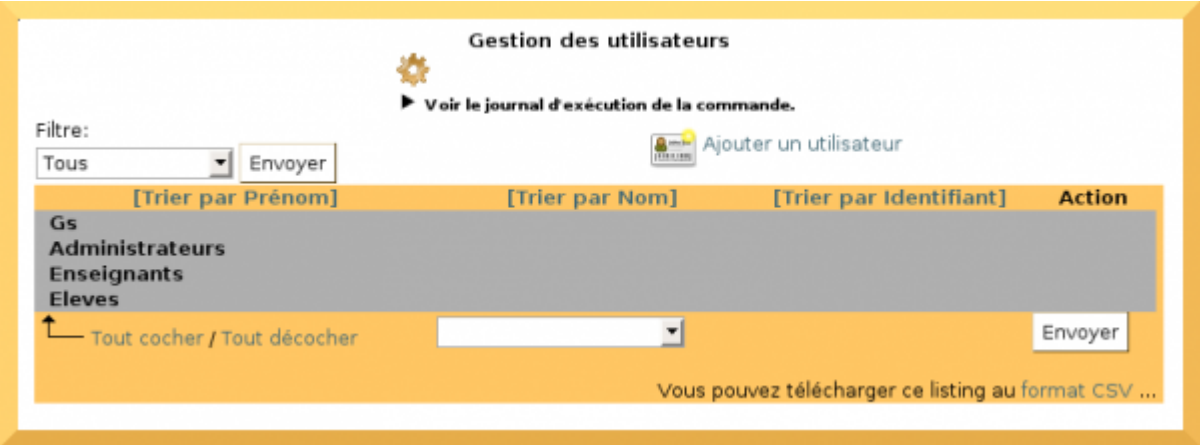 Gestion des utilisateurs
Voir le journal d'exécution de la commande.
Filtre:
Ajouter un utilisateur
Tous Envoyer
[Trier par Prénom] [Trier par Nom] [Trier par Identifiant] Action
Gs
Administrateurs
Enseignants
Eleves
Tout cocher / Tout décocher Envoyer
Vous pouvez télécharger ce listing au format CSV ...